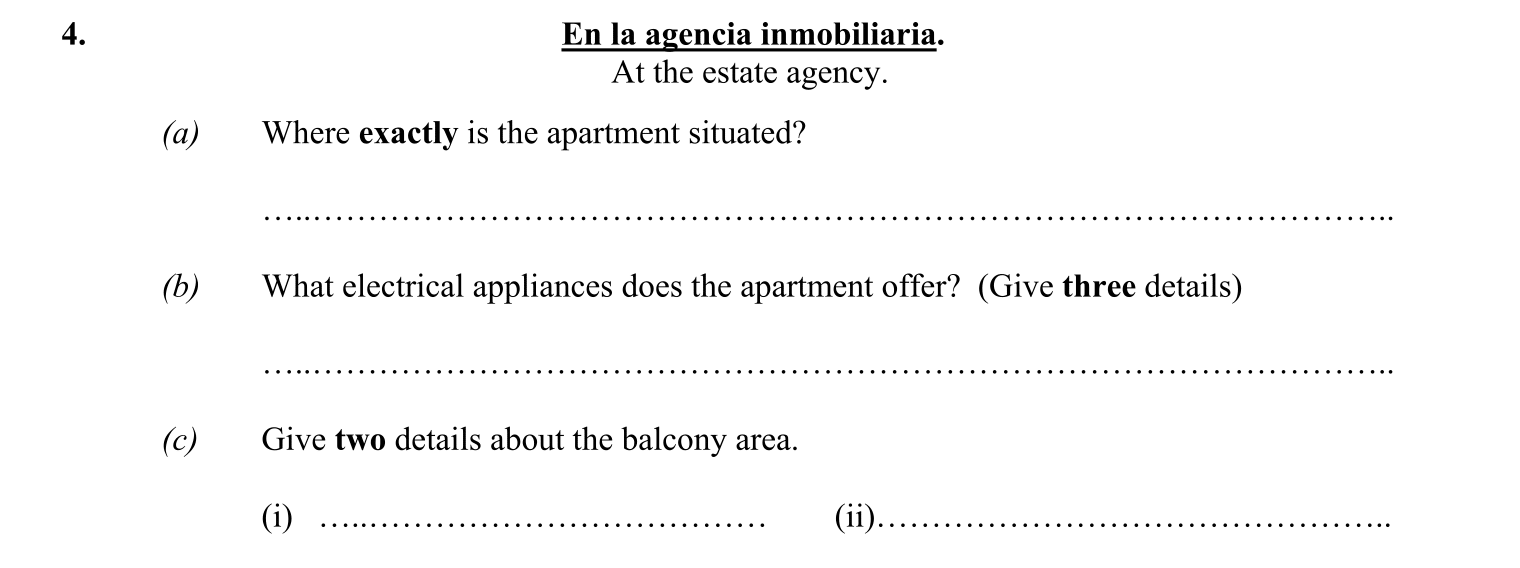 4. En la agencia inmobiliaria.
At the estate agency.
(a) Where exactly is the apartment situated?
…..……………………………………………………………………………………………………..
(b) What electrical appliances does the apartment offer? (Give three details)
…..……………………………………………………………………………………………………..
(c) Give two details about the balcony area.
(i) …..…………………………………… (ii)……………………………………………..